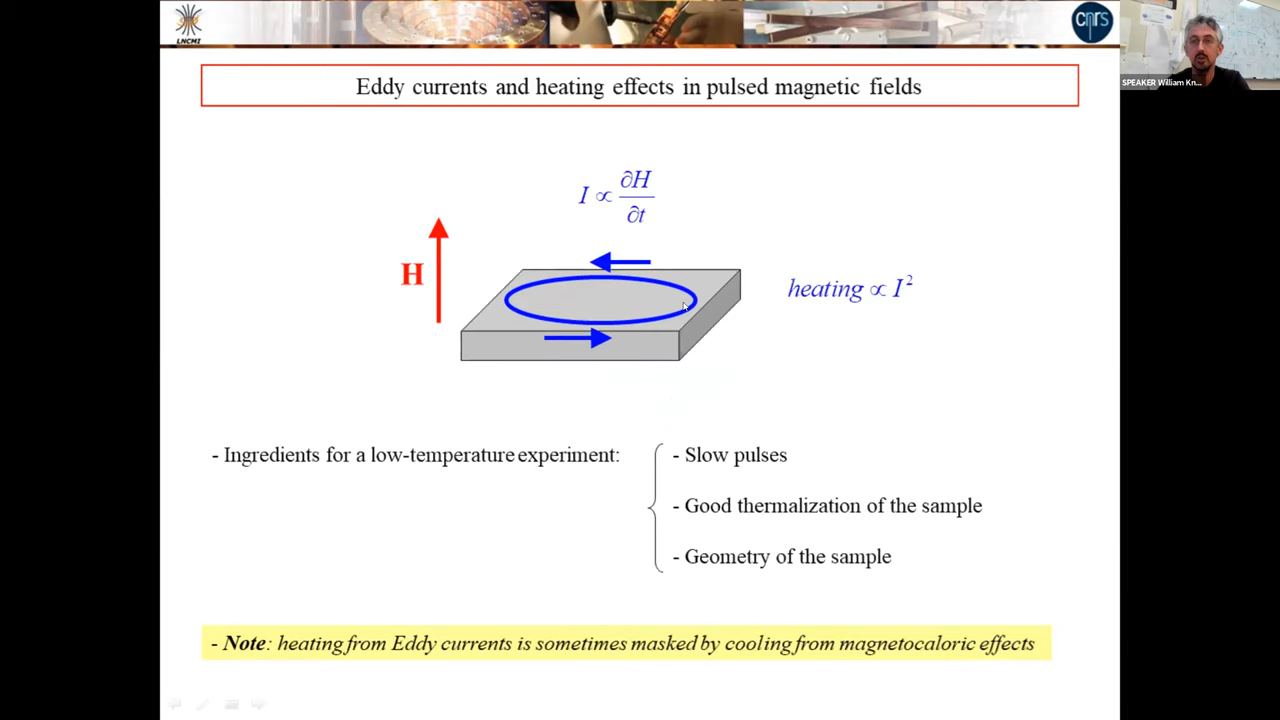 LNCMI
cnrs
SPEAKER William Kn...
Eddy currents and heating effects in pulsed magnetic fields
I ∝ ∂H/∂t
H
heating ∝ I²
- Ingredients for a low-temperature experiment:
- Slow pulses
- Good thermalization of the sample
- Geometry of the sample
- Note: heating from Eddy currents is sometimes masked by cooling from magnetocaloric effects